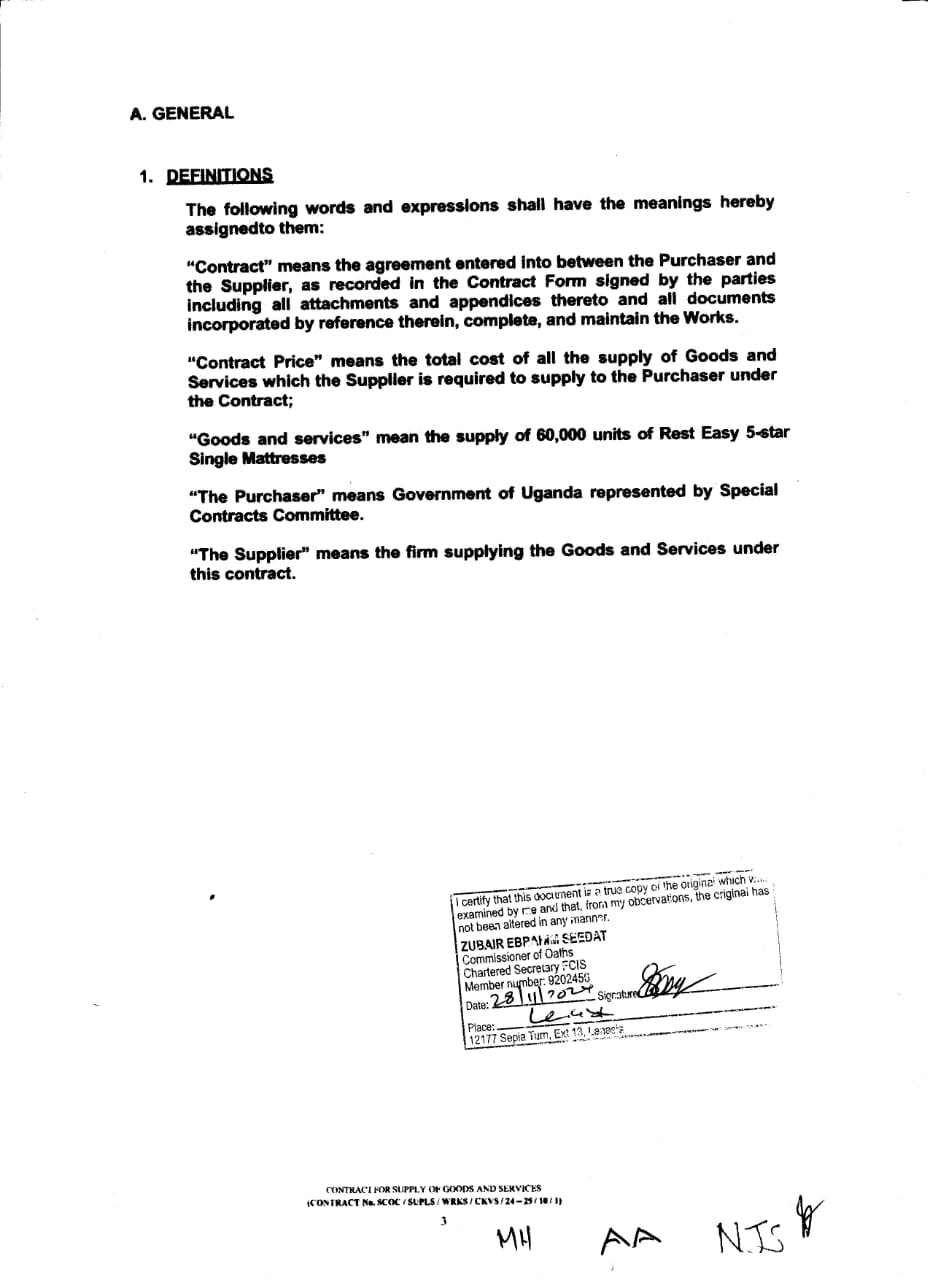 A. GENERAL
1. DEFINITIONS
The following words and expressions shall have the meanings hereby
assignedto them:
“Contract” means the agreement entered into between the Purchaser and
the Supplier, as recorded in the Contract Form signed by the parties
including all attachments and appendices thereto and all documents
incorporated by reference therein, complete, and maintain the Works.
“Contract Price” means the total cost of all the supply of Goods and
Services which the Supplier is required to supply to the Purchaser under
the Contract;
“Goods and services” mean the supply of 60,000 units of Rest Easy 5-star
Single Mattresses
“The Purchaser” means Government of Uganda represented by Special
Contracts Committee.
“The Supplier” means the firm supplying the Goods and Services under
this contract.
I certify that this document is a true copy of the original which
examined by me and that, from my observations, the original has
not been altered in any manner.
ZUBAIR SEEDAT
Commissioner of Oaths
Chartered Secretary FCIS
Member number:
Date: 28/11/2024 Signature
Place:
12177 Sepia Turn, Ext 13, Lenasia
CONTRACT FOR SUPPLY OF GOODS AND SERVICES
(CONTRACT No. SCOC / SUPLS / WRKS / CKVS / 24 – 25 / 10 / 1)
3
MH AA N.I.S